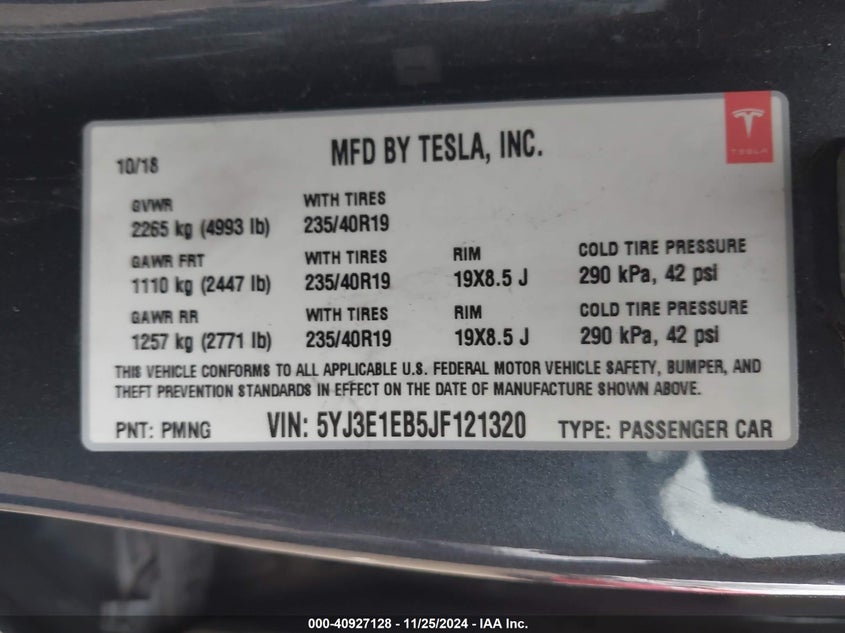 MFD BY TESLA, INC.
TESLA
10/18
GVWR WITH TIRES
2265 kg (4993 lb) 235/40R19
GAWR FRT WITH TIRES RIM COLD TIRE PRESSURE
1110 kg (2447 lb) 235/40R19 19X8.5 J 290 kPa, 42 psi
GAWR RR WITH TIRES RIM COLD TIRE PRESSURE
1257 kg (2771 lb) 235/40R19 19X8.5 J 290 kPa, 42 psi
THIS VEHICLE CONFORMS TO ALL APPLICABLE U.S. FEDERAL MOTOR VEHICLE SAFETY, BUMPER, AND
THEFT PREVENTION STANDARDS IN EFFECT ON THE DATE OF MANUFACTURE SHOWN ABOVE.
PNT: PMNG VIN: 5YJ3E1EB5JF121320 TYPE: PASSENGER CAR
000-40927128 - 11/25/2024 - IAA Inc.